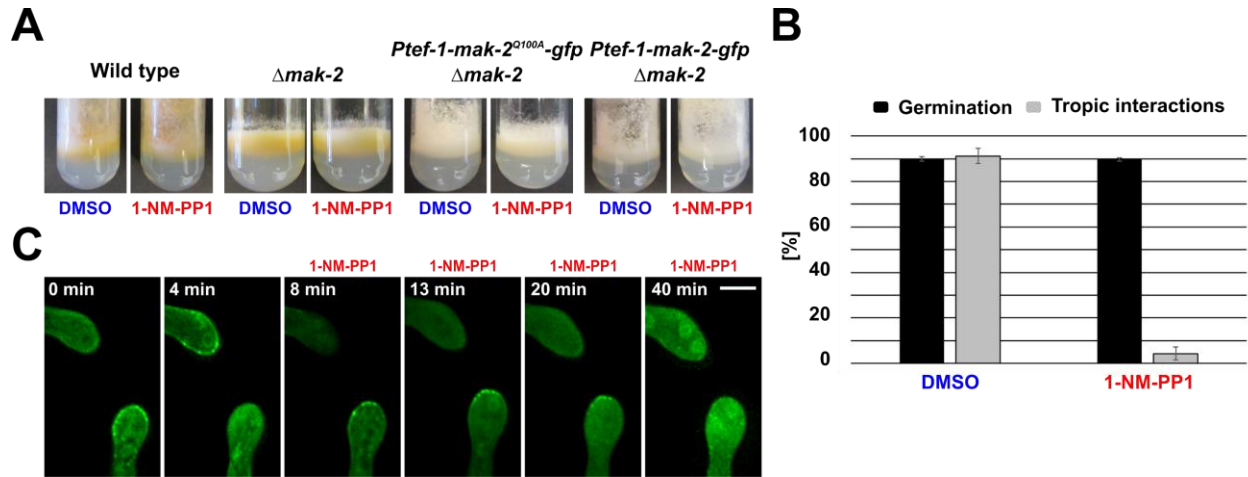 A
Wild type
Δmak-2
Ptef-1-mak-2Q100A-gfp
Δmak-2
Ptef-1-mak-2-gfp
Δmak-2
DMSO 1-NM-PP1 DMSO 1-NM-PP1 DMSO 1-NM-PP1 DMSO 1-NM-PP1
B
Germination Tropic interactions
[%]
100
80
60
40
20
0
DMSO 1-NM-PP1
C
1-NM-PP1 1-NM-PP1 1-NM-PP1 1-NM-PP1
0 min 4 min 8 min 13 min 20 min 40 min